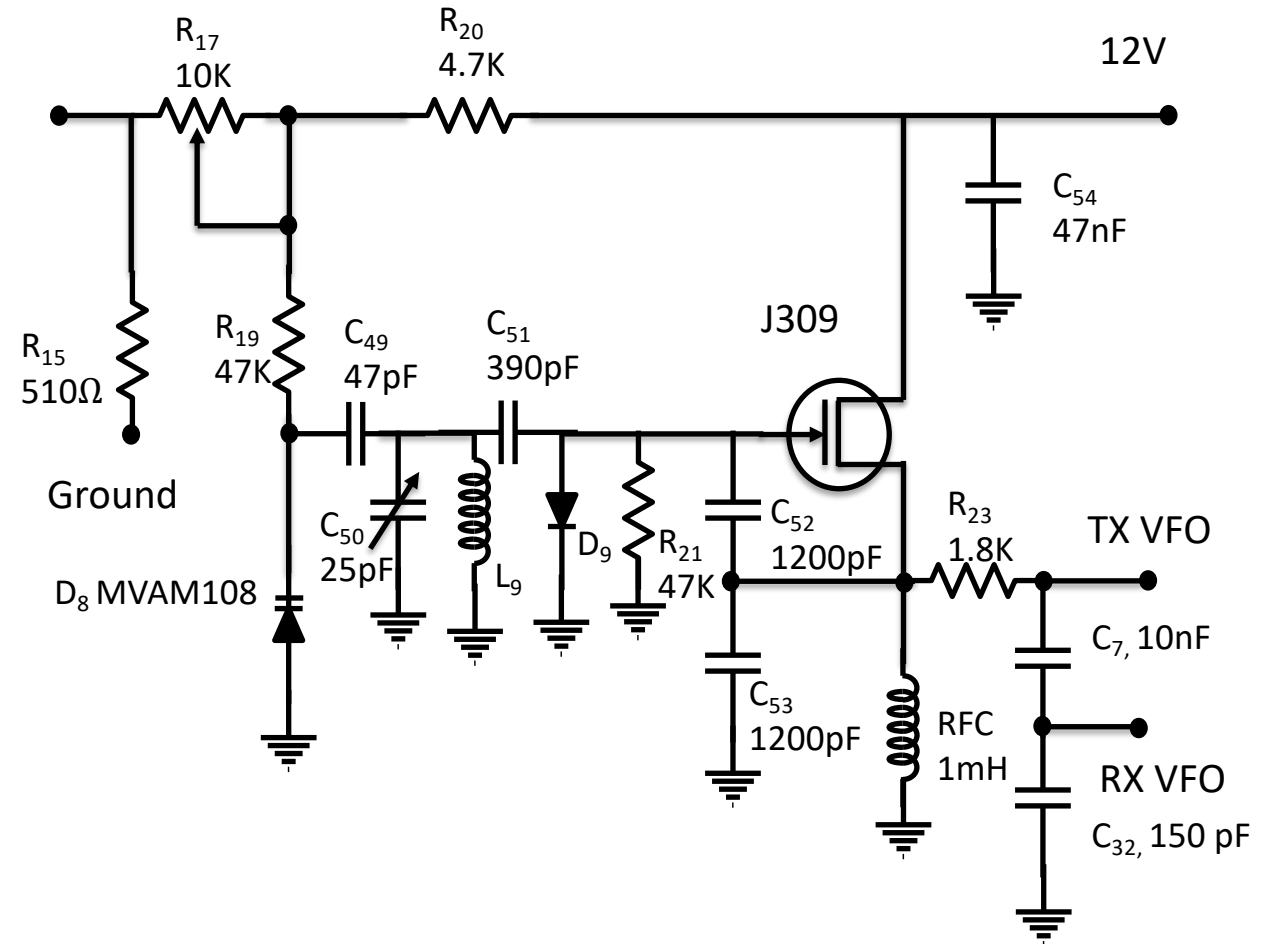 R₁₇
10K
R₂₀
4.7K
12V
C₅₄
47nF
J309
R₁₅
510Ω
R₁₉
47K
C₄₉
47pF
C₅₁
390pF
Ground
C₅₀
25pF
L₉
D₉
R₂₁
47K
C₅₂
1200pF
R₂₃
1.8K
TX VFO
D₈ MVAM108
C₇, 10nF
C₅₃
1200pF
RFC
1mH
RX VFO
C₃₂, 150 pF